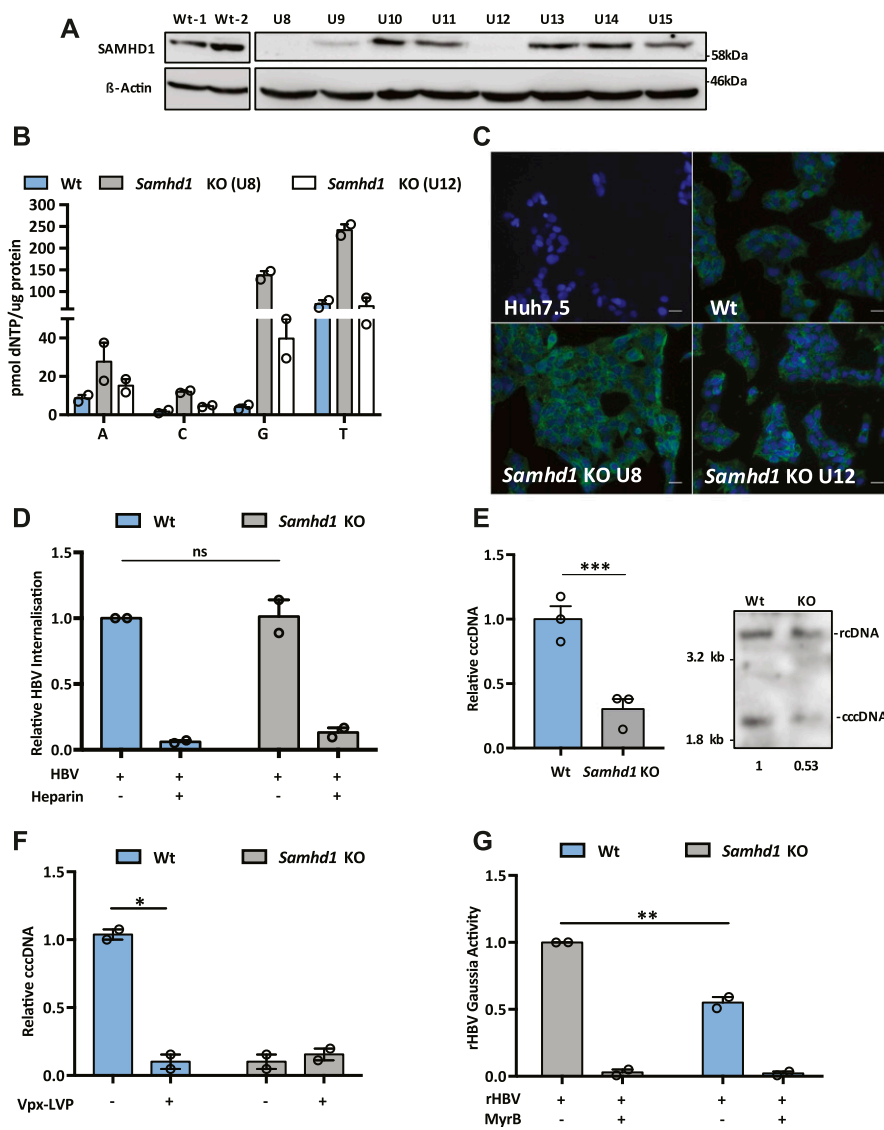 A
Wt-1 Wt-2 U8 U9 U10 U11 U12 U13 U14 U15
SAMHD1
-58kDa
ß-Actin
-46kDa
B
Wt Samhd1 KO (U8) Samhd1 KO (U12)
pmol dNTP/ug protein
300
250
200
150
100
40
20
0
A C G T
C
Huh7.5
Wt
Samhd1 KO U8
Samhd1 KO U12
D
Wt Samhd1 KO
Relative HBV Internalisation
1.5
1.0
0.5
0.0
ns
HBV + + + +
Heparin - + - +
E
Relative cccDNA
1.5
1.0
0.5
0.0
***
Wt Samhd1 KO
Wt KO
-rcDNA
3.2 kb -
-cccDNA
1.8 kb -
1 0.53
F
Wt Samhd1 KO
Relative cccDNA
1.5
1.0
0.5
0.0
*
Vpx-LVP - + - +
G
Wt Samhd1 KO
rHBV Gaussia Activity
1.5
1.0
0.5
0.0
**
rHBV + + + +
MyrB - + - +